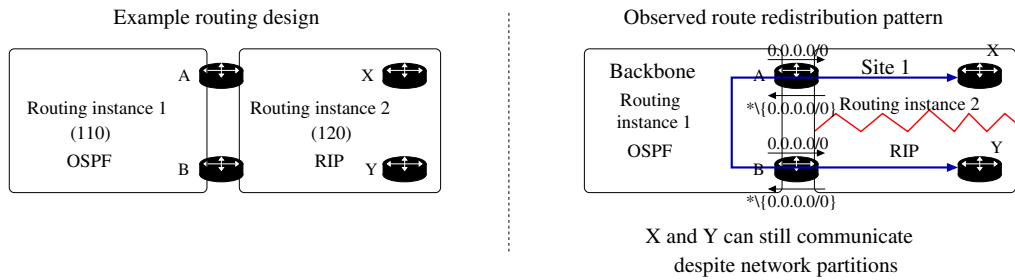 Example routing design
A
X
Routing instance 1
(110)
OSPF
Routing instance 2
(120)
RIP
B
Y
Observed route redistribution pattern
0.0.0.0/0
X
Backbone
A
Site 1
Routing
instance 1
*\{0.0.0.0/0}
Routing instance 2
OSPF
0.0.0.0/0
RIP
Y
B
*\{0.0.0.0/0}
X and Y can still communicate
despite network partitions